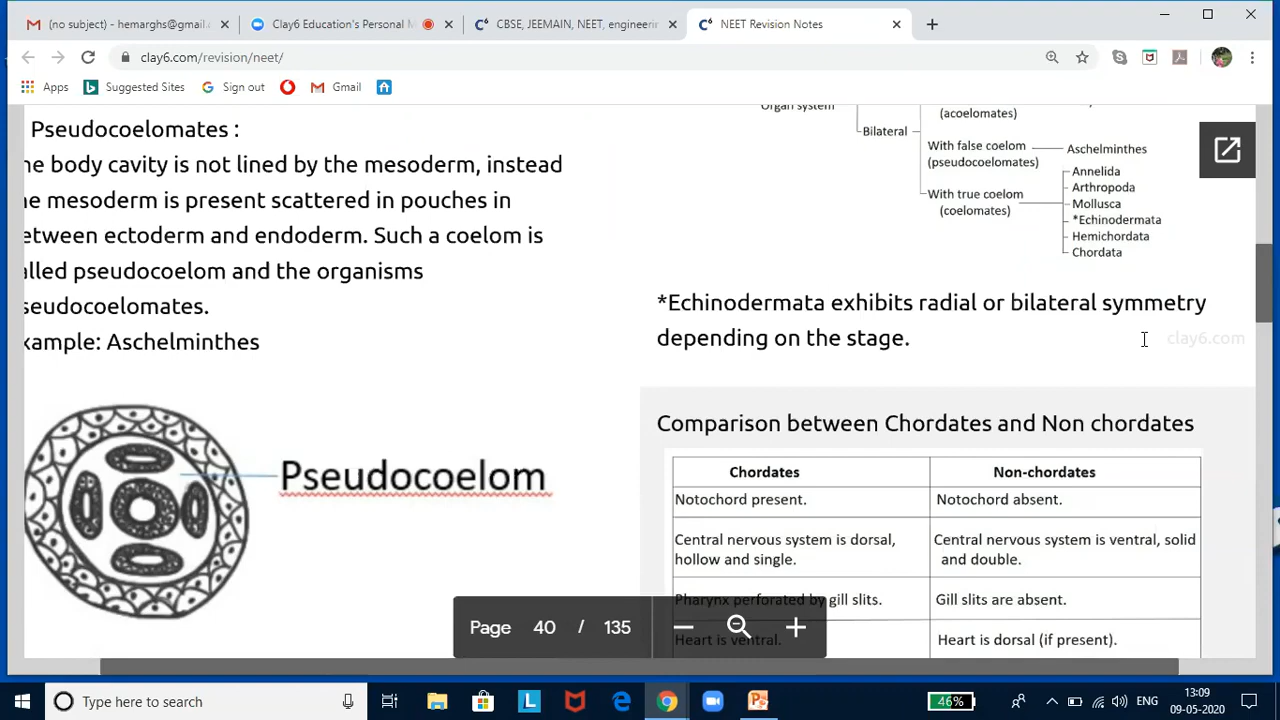 (no subject) - hemarghs@gmail.
Clay6 Education's Personal M
CBSE, JEEMAIN, NEET, engineerin
NEET Revision Notes
clay6.com/revision/neet/
Apps
Suggested Sites
Sign out
Gmail
Pseudocoelomates :
he body cavity is not lined by the mesoderm, instead
he mesoderm is present scattered in pouches in
etween ectoderm and endoderm. Such a coelom is
alled pseudocoelom and the organisms
seudocoelomates.
xample: Aschelminthes
Pseudocoelom
Organ system
Bilateral
(acoelomates)
With false coelom
(pseudocoelomates)
Aschelminthes
With true coelom
(coelomates)
Annelida
Arthropoda
Mollusca
*Echinodermata
Hemichordata
Chordata
*Echinodermata exhibits radial or bilateral symmetry
depending on the stage.
clay6.com
Comparison between Chordates and Non chordates
Chordates
Non-chordates
Notochord present.
Notochord absent.
Central nervous system is dorsal,
hollow and single.
Central nervous system is ventral, solid
and double.
Pharynx perforated by gill slits.
Gill slits are absent.
Heart is ventral.
Heart is dorsal (if present).
Page 40 / 135
Type here to search
46%
ENG
13:09
09-05-2020